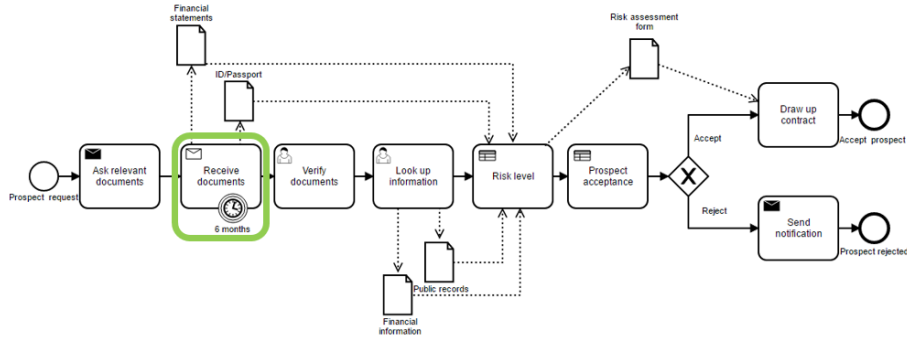 Financial
statements
Risk assessment
form
ID/Passport
Draw up
contract
Accept
Accept prospect
Ask relevant
documents
Receive
documents
Verify
documents
Look up
information
Risk level
Prospect
acceptance
X
Prospect request
6 months
Reject
Send
notification
Prospect rejected
Public records
Financial
information